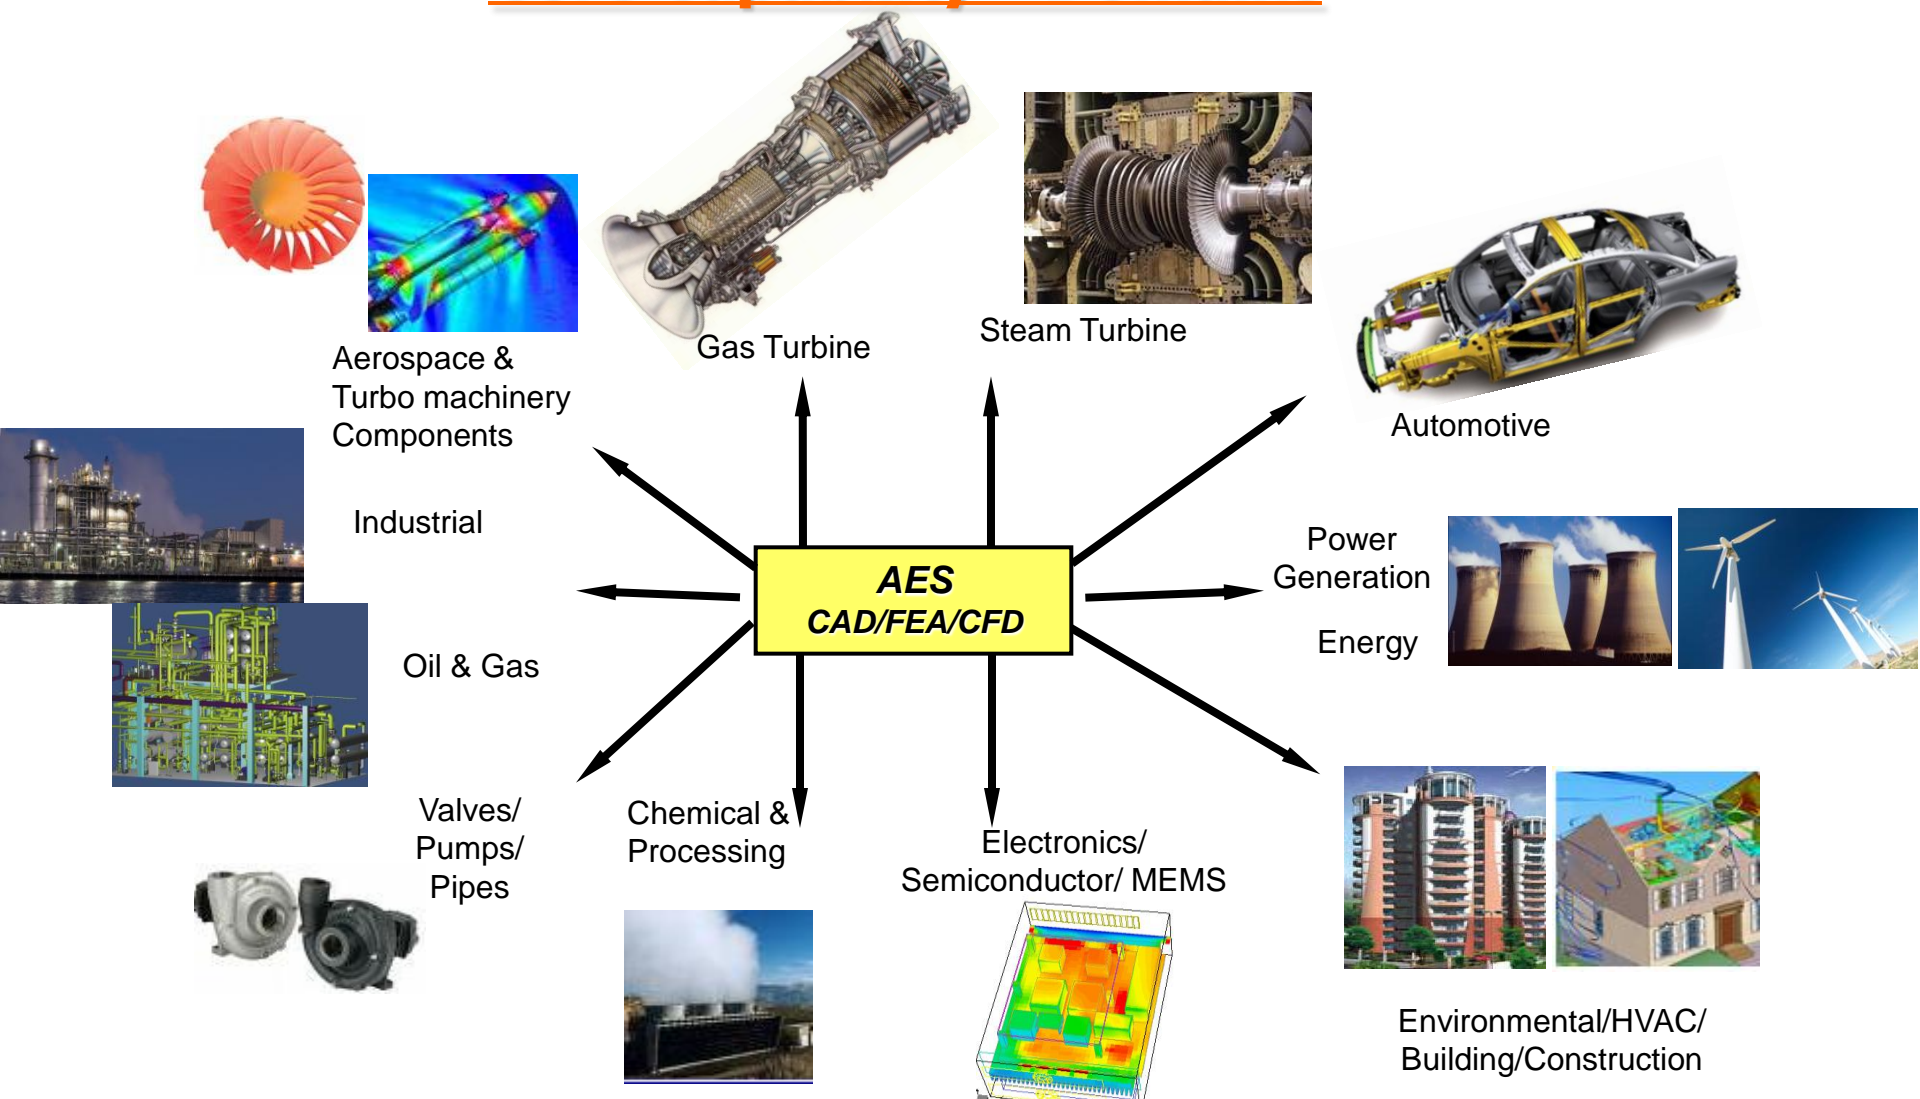 Gas Turbine
Steam Turbine
Aerospace &
Turbo machinery
Components
Automotive
Industrial
Power
Generation
AES
CAD/FEA/CFD
Energy
Oil & Gas
Valves/
Pumps/
Pipes
Chemical &
Processing
Electronics/
Semiconductor/ MEMS
Environmental/HVAC/
Building/Construction